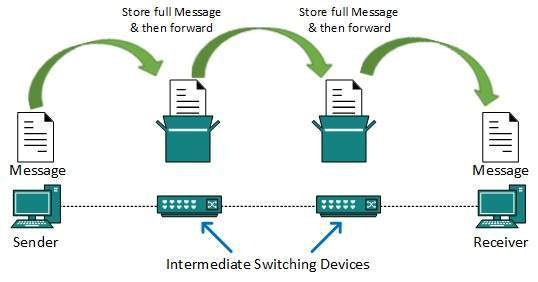 Store full Message
& then forward
Store full Message
& then forward
Message
Message
Sender
Receiver
Intermediate Switching Devices